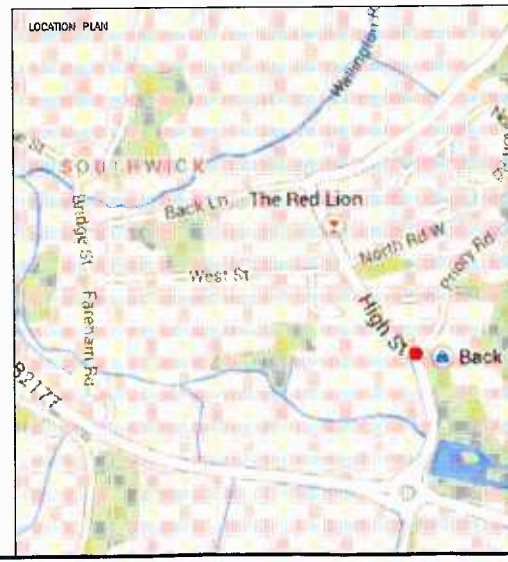 LOCATION PLAN
Wellington R
SOUTHWICK
Back Ln
The Red Lion
Bridge St
North Rd W
Priory Rd
West St
Fareham Rd
High St
Back
B2177